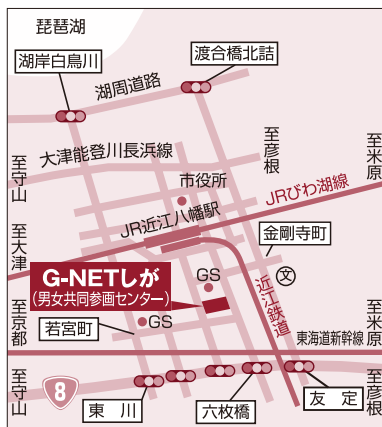 琵琶湖
湖岸白鳥川
渡合橋北詰
湖周道路
大津能登川長浜線
至彦根
至米原
至守山
市役所
JRびわ湖線
JR近江八幡駅
至大津
金剛寺町
GS
文
G-NETしが
(男女共同参画センター)
近江鉄道
至京都
若宮町
GS
東海道新幹線
至米原
至守山
8
東川
六枚橋
友定
至彦根